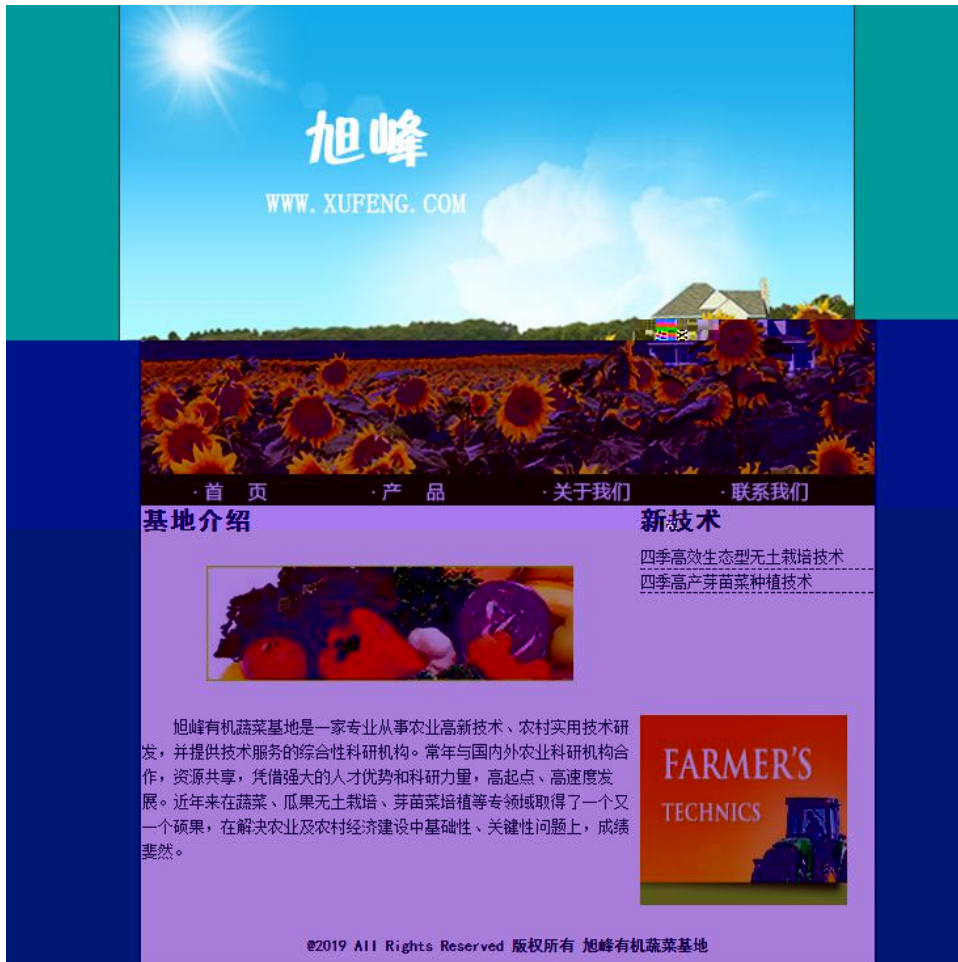 旭峰
WWW. XUFENG. COM
·首 页 ·产 品 ·关于我们 ·联系我们
基地介绍
新技术
四季高效生态型无土栽培技术
四季高产芽苗菜种植技术
旭峰有机蔬菜基地是一家专业从事农业高新技术、农村实用技术研
发，并提供技术服务的综合性科研机构。常年与国内外农业科研机构合
作，资源共享，凭借强大的人才优势和科研力量，高起点、高速度发
展。近年来在蔬菜、瓜果无土栽培、芽苗菜培植等专领域取得了一个又
一个硕果，在解决农业及农村经济建设中基础性、关键性问题上，成绩
斐然。
FARMER'S
TECHNICS
@2019 All Rights Reserved 版权所有 旭峰有机蔬菜基地